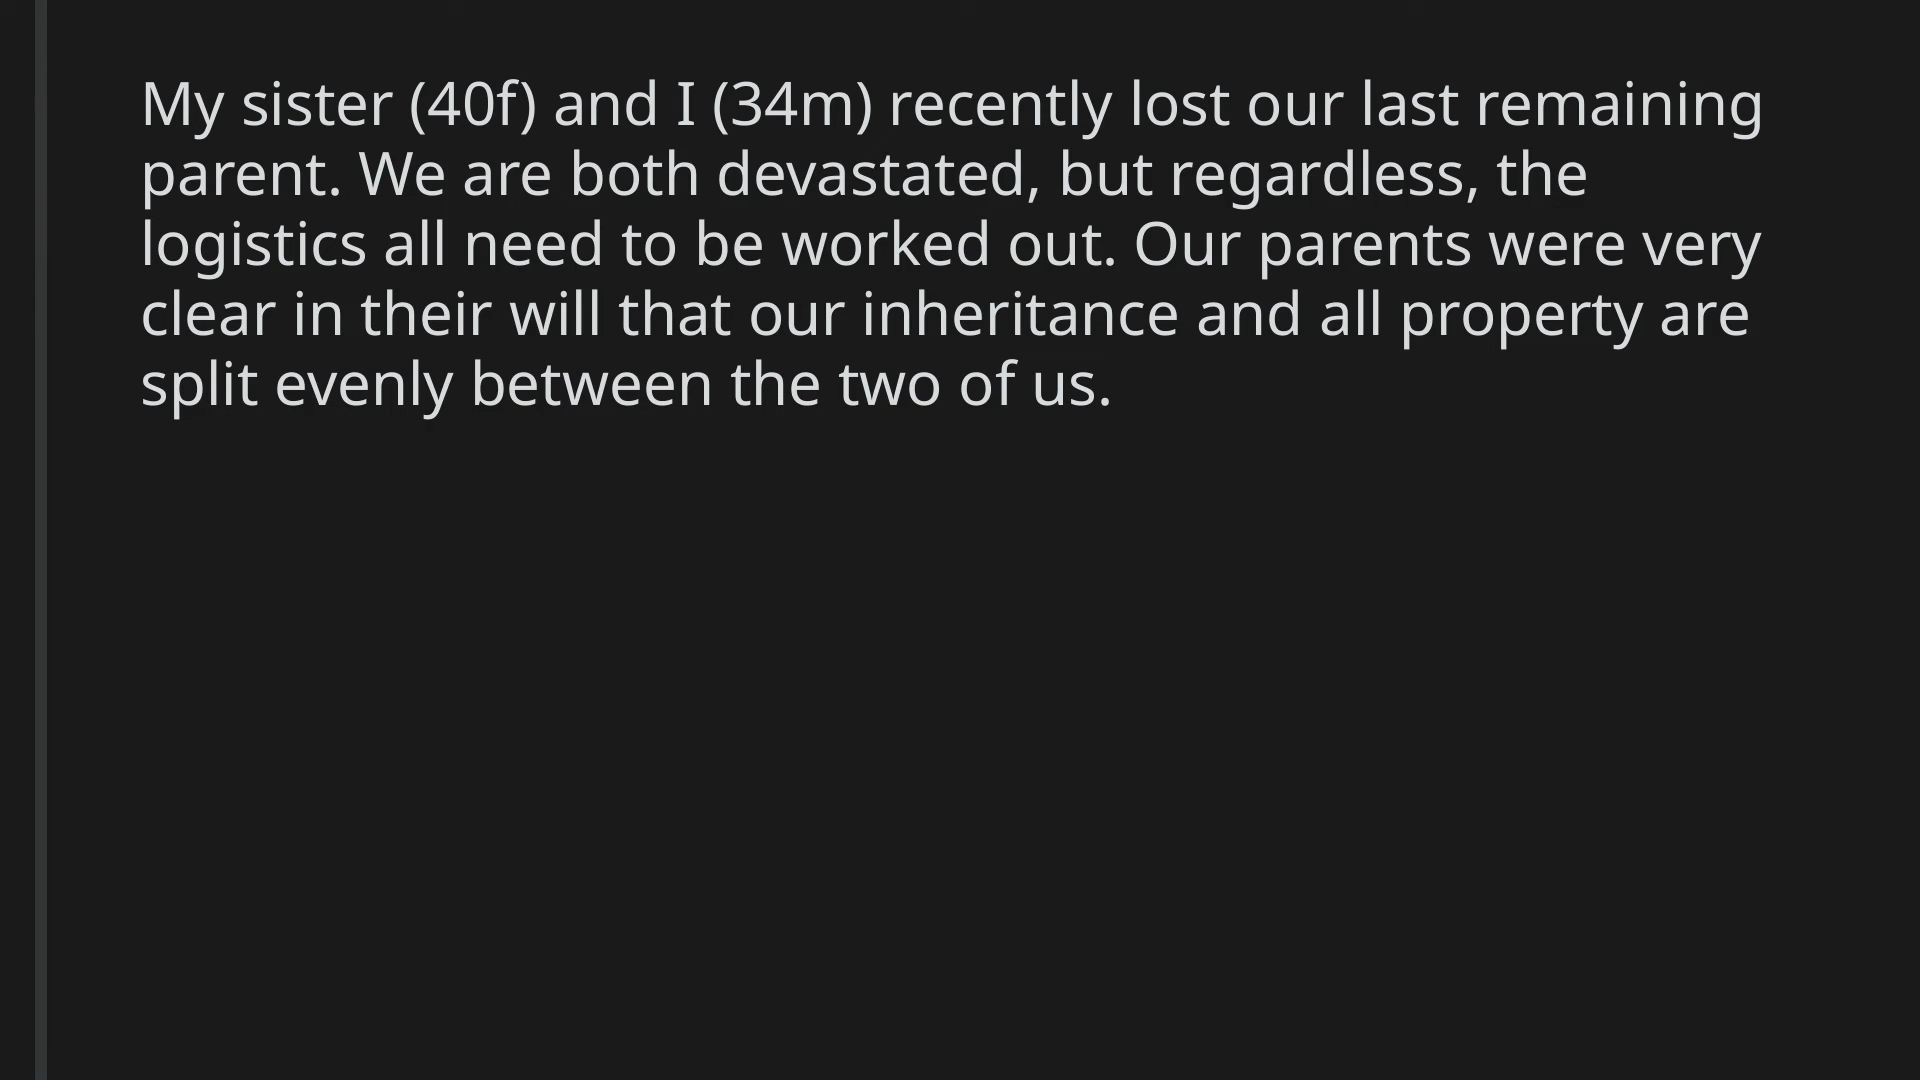 My sister (40f) and I (34m) recently lost our last remaining
parent. We are both devastated, but regardless, the
logistics all need to be worked out. Our parents were very
clear in their will that our inheritance and all property are
split evenly between the two of us.